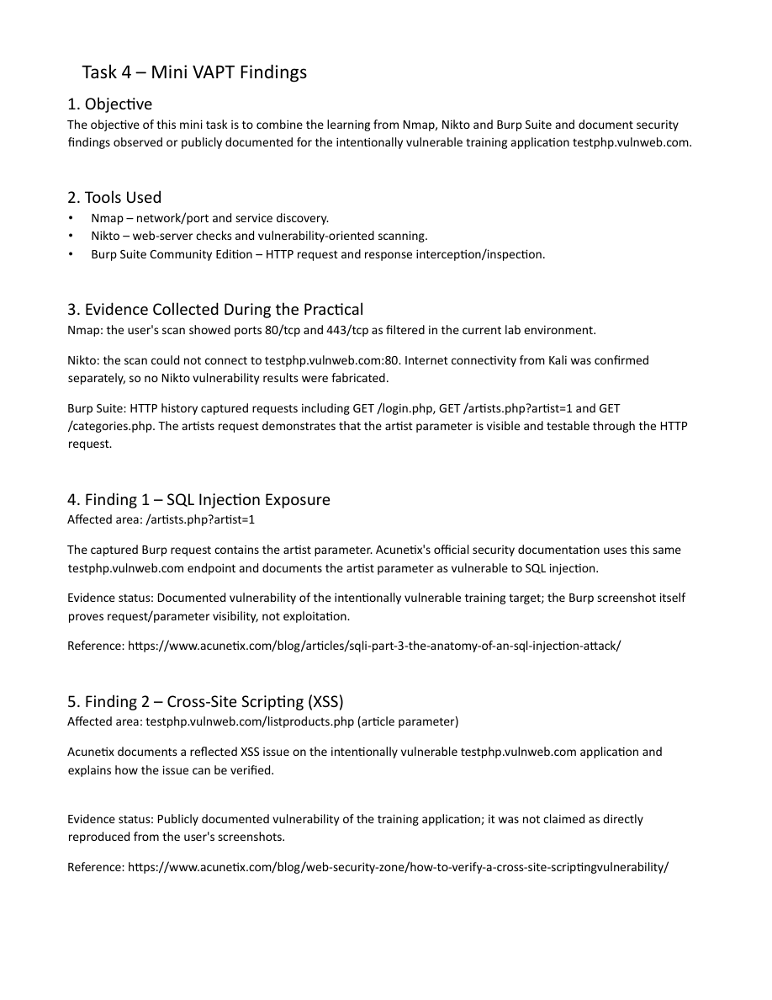 Task 4 – Mini VAPT Findings
1. Objective
The objective of this mini task is to combine the learning from Nmap, Nikto and Burp Suite and document security
findings observed or publicly documented for the intentionally vulnerable training application testphp.vulnweb.com.
2. Tools Used
• Nmap – network/port and service discovery.
• Nikto – web-server checks and vulnerability-oriented scanning.
• Burp Suite Community Edition – HTTP request and response interception/inspection.
3. Evidence Collected During the Practical
Nmap: the user's scan showed ports 80/tcp and 443/tcp as filtered in the current lab environment.
Nikto: the scan could not connect to testphp.vulnweb.com:80. Internet connectivity from Kali was confirmed
separately, so no Nikto vulnerability results were fabricated.
Burp Suite: HTTP history captured requests including GET /login.php, GET /artists.php?artist=1 and GET
/categories.php. The artists request demonstrates that the artist parameter is visible and testable through the HTTP
request.
4. Finding 1 – SQL Injection Exposure
Affected area: /artists.php?artist=1
The captured Burp request contains the artist parameter. Acunetix's official security documentation uses this same
testphp.vulnweb.com endpoint and documents the artist parameter as vulnerable to SQL injection.
Evidence status: Documented vulnerability of the intentionally vulnerable training target; the Burp screenshot itself
proves request/parameter visibility, not exploitation.
Reference: https://www.acunetix.com/blog/articles/sqli-part-3-the-anatomy-of-an-sql-injection-attack/
5. Finding 2 – Cross-Site Scripting (XSS)
Affected area: testphp.vulnweb.com/listproducts.php (article parameter)
Acunetix documents a reflected XSS issue on the intentionally vulnerable testphp.vulnweb.com application and
explains how the issue can be verified.
Evidence status: Publicly documented vulnerability of the training application; it was not claimed as directly
reproduced from the user's screenshots.
Reference: https://www.acunetix.com/blog/web-security-zone/how-to-verify-a-cross-site-scriptingvulnerability/